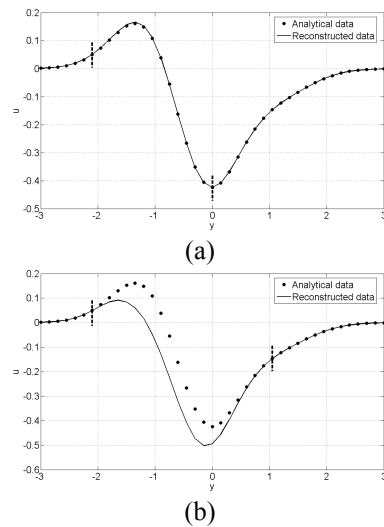 0.2
0.1
0
-0.1
-0.2
-0.3
-0.4
-0.5
u
-3 -2 -1 0 1 2 3
y
Analytical data
Reconstructed data
(a)
0.2
0.1
0
-0.1
-0.2
-0.3
-0.4
-0.5
-0.6
u
-3 -2 -1 0 1 2 3
y
Analytical data
Reconstructed data
(b)